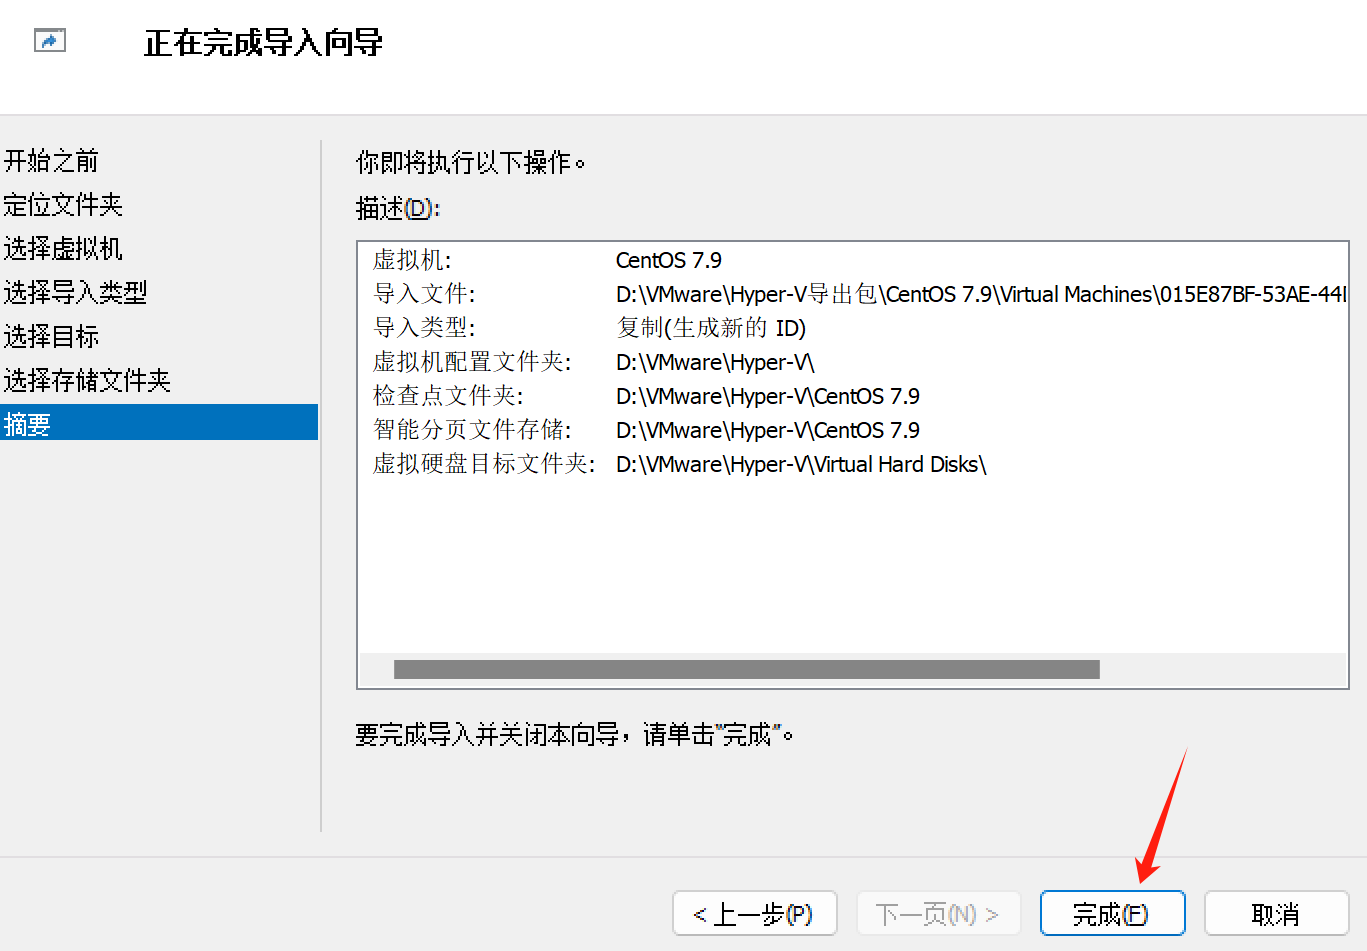 正在完成导入向导
开始之前
定位文件夹
选择虚拟机
选择导入类型
选择目标
选择存储文件夹
摘要
你即将执行以下操作。
描述(D):
虚拟机: CentOS 7.9
导入文件: D:\VMware\Hyper-V导出包\CentOS 7.9\Virtual Machines\015E87BF-53AE-44
导入类型: 复制(生成新的 ID)
虚拟机配置文件夹: D:\VMware\Hyper-V\
检查点文件夹: D:\VMware\Hyper-V\CentOS 7.9
智能分页文件存储: D:\VMware\Hyper-V\CentOS 7.9
虚拟硬盘目标文件夹: D:\VMware\Hyper-V\Virtual Hard Disks\
要完成导入并关闭本向导，请单击"完成"。
< 上一步(P)
下一页(N) >
完成(F)
取消